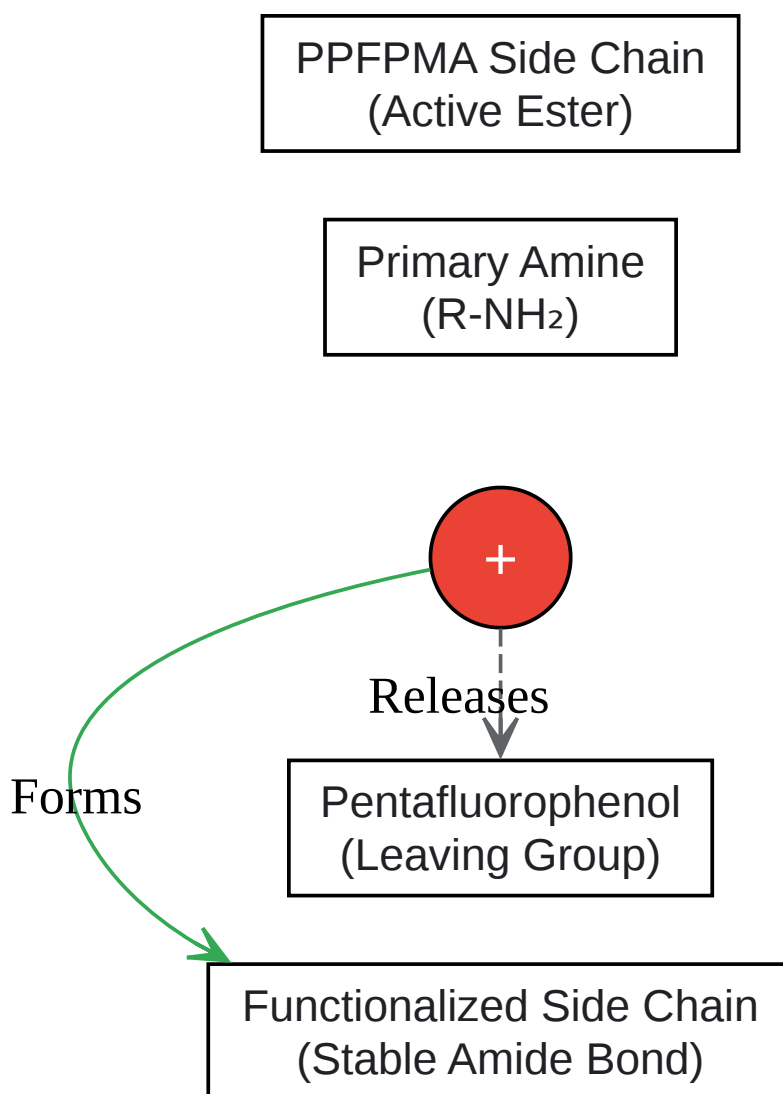 PPFPMA Side Chain
(Active Ester)
Primary Amine
(R-NH₂)
+
Releases
Forms
Pentafluorophenol
(Leaving Group)
Functionalized Side Chain
(Stable Amide Bond)